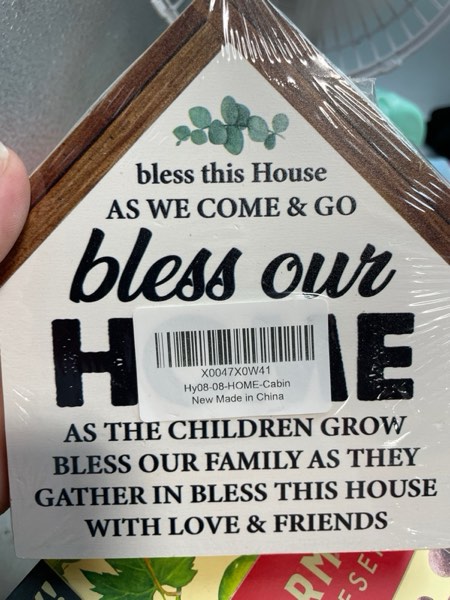 bless this House
AS WE COME & GO
bless our
HOME
X0047X0W41
Hy08-08-HOME-Cabin
New Made in China
AS THE CHILDREN GROW
BLESS OUR FAMILY AS THEY
GATHER IN BLESS THIS HOUSE
WITH LOVE & FRIENDS